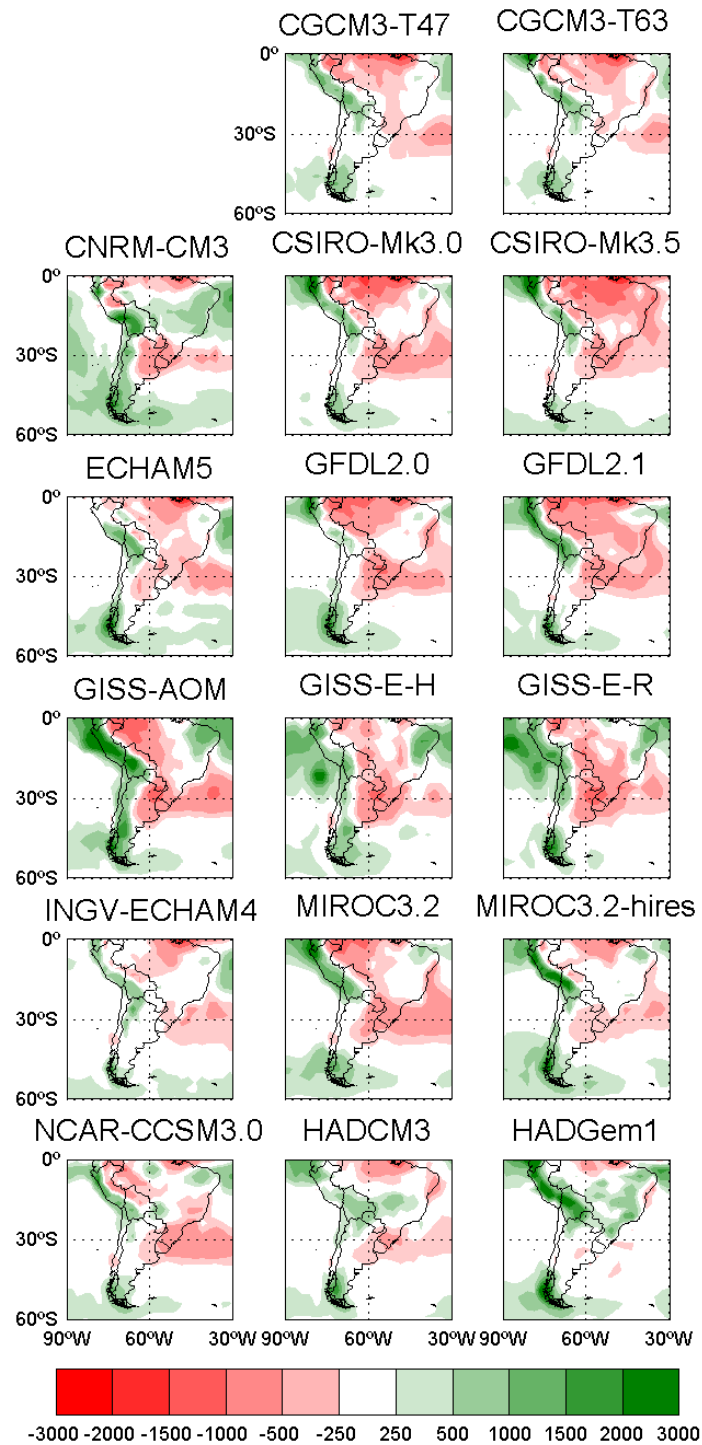 CGCM3-T47 CGCM3-T63
0º
30ºS
60ºS
CNRM-CM3 CSIRO-Mk3.0 CSIRO-Mk3.5
0º
30ºS
60ºS
ECHAM5 GFDL2.0 GFDL2.1
0º
30ºS
60ºS
GISS-AOM GISS-E-H GISS-E-R
0º
30ºS
60ºS
INGV-ECHAM4 MIROC3.2 MIROC3.2-hires
0º
30ºS
60ºS
NCAR-CCSM3.0 HADCM3 HADGem1
0º
30ºS
60ºS
90ºW 60ºW 30ºW 90ºW 60ºW 30ºW 90ºW 60ºW 30ºW
-3000 -2000 -1500 -1000 -500 -250 250 500 1000 1500 2000 3000